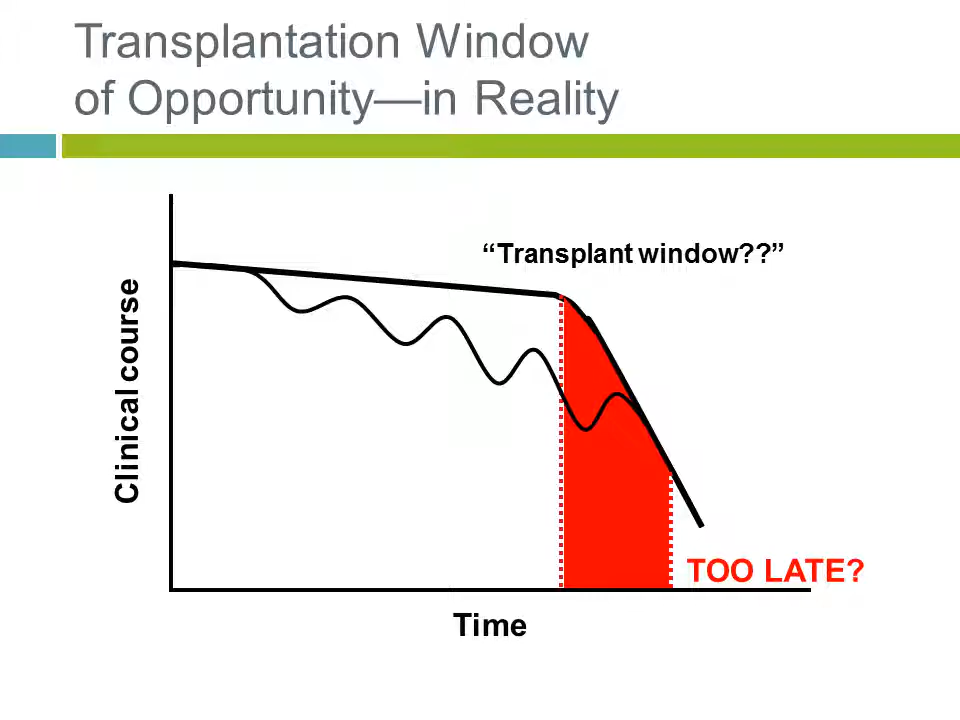 Transplantation Window
of Opportunity—in Reality
“Transplant window??”
Clinical course
TOO LATE?
Time